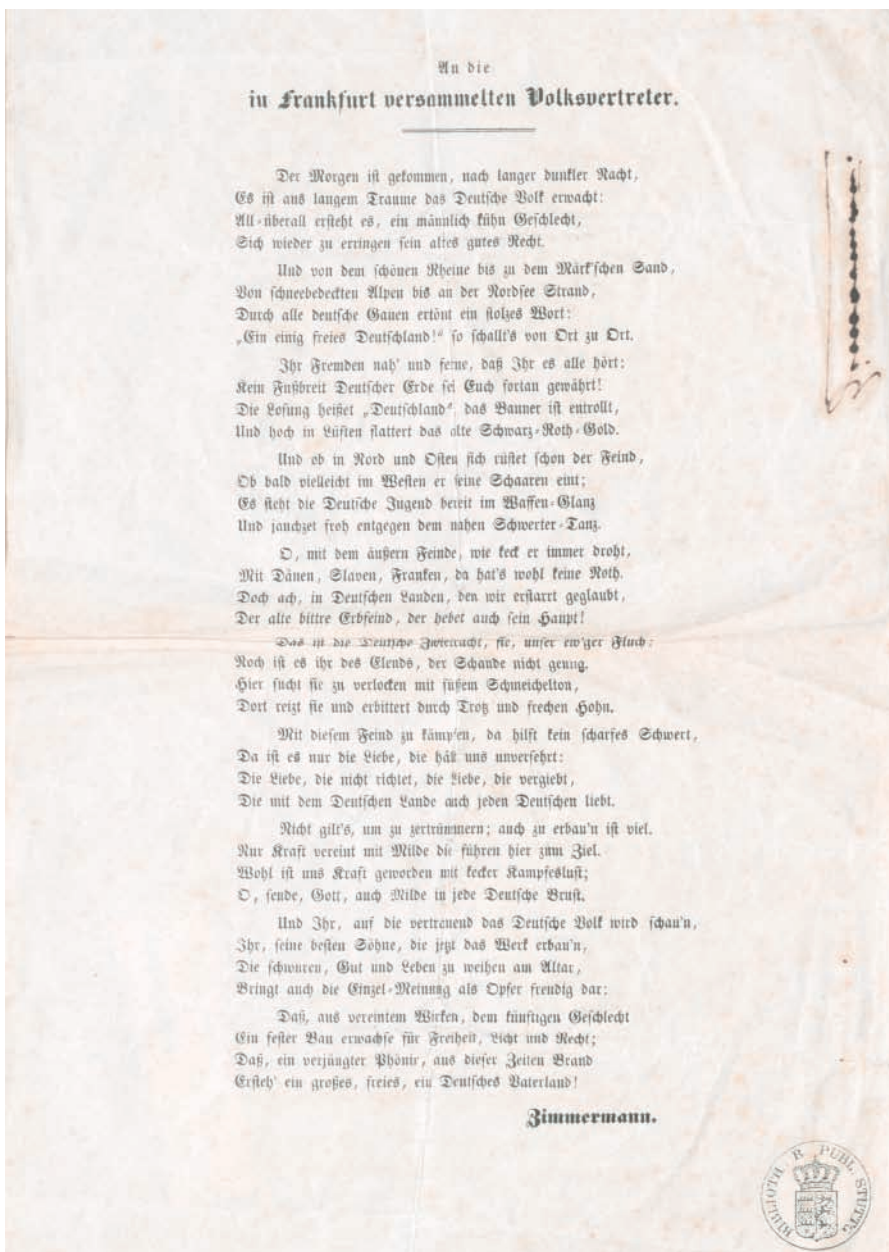 An die
in Frankfurt versammelten Volksvertreter.
Der Morgen ist gekommen, nach langer dunkler Nacht,
Es ist aus langem Traume das Deutsche Volk erwacht:
All-überall ersteht es, ein männlich kühn Geschlecht,
Sich wieder zu erringen sein altes gutes Recht.
Und von dem schönen Rheine bis zu dem Märk'schen Sand,
Von schneebedeckten Alpen bis an der Nordsee Strand,
Durch alle deutsche Gauen ertönt ein stolzes Wort:
„Ein einig freies Deutschland!" so schallt's von Ort zu Ort.
Ihr Fremden nah' und ferne, daß Ihr es alle hört:
Kein Fußbreit Deutscher Erde sei Euch fortan gewährt!
Die Losung heißet „Deutschland", das Banner ist entrollt,
Und hoch in Lüften flattert das alte Schwarz-Roth-Gold.
Und ob in Nord und Osten sich rüstet schon der Feind,
Ob bald vielleicht im Westen er seine Schaaren eint;
Es steht die Deutsche Jugend bereit im Waffen-Glanz
Und jauchzet froh entgegen dem nahen Schwerter-Tanz.
O, mit dem äußern Feinde, wie keck er immer droht,
Mit Dänen, Slaven, Franken, da hat's wohl keine Noth.
Doch ach, in Deutschen Landen, den wir erstarrt geglaubt,
Der alte bittre Erbfeind, der hebet auch sein Haupt!
Das ist die Deutsche Zwietracht, sie, unser ew'ger Fluch:
Noch ist es ihr des Elends, der Schande nicht genug.
Hier sucht sie zu verlocken mit süßem Schmeichelton,
Dort reizt sie und erbittert durch Trotz und frechen Hohn.
Mit diesem Feind zu kämpfen, da hilft kein scharfes Schwert,
Da ist es nur die Liebe, die hält uns unversehrt:
Die Liebe, die nicht richtet, die Liebe, die vergiebt,
Die mit dem Deutschen Lande auch jeden Deutschen liebt.
Nicht gilt's, um zu zertrümmern; auch zu erbau'n ist viel.
Nur Kraft vereint mit Milde die führen hier zum Ziel.
Wohl ist uns Kraft geworden mit kecker Kampfeslust;
O, sende, Gott, auch Milde in jede Deutsche Brust.
Und Ihr, auf die vertrauend das Deutsche Volk wird schau'n,
Ihr, seine besten Söhne, die jetzt das Werk erbau'n,
Die schwuren, Gut und Leben zu weihen am Altar,
Bringt auch die Einzel-Meinung als Opfer freudig dar:
Daß, aus vereintem Wirken, dem künftigen Geschlecht
Ein fester Bau erwachse für Freiheit, Licht und Recht;
Daß, ein verjüngter Phönix, aus dieser Zeiten Brand
Ersteh' ein großes, freies, ein Deutsches Vaterland!
Zimmermann.
BIBLIOTH. R. PUBL. STUTTG.